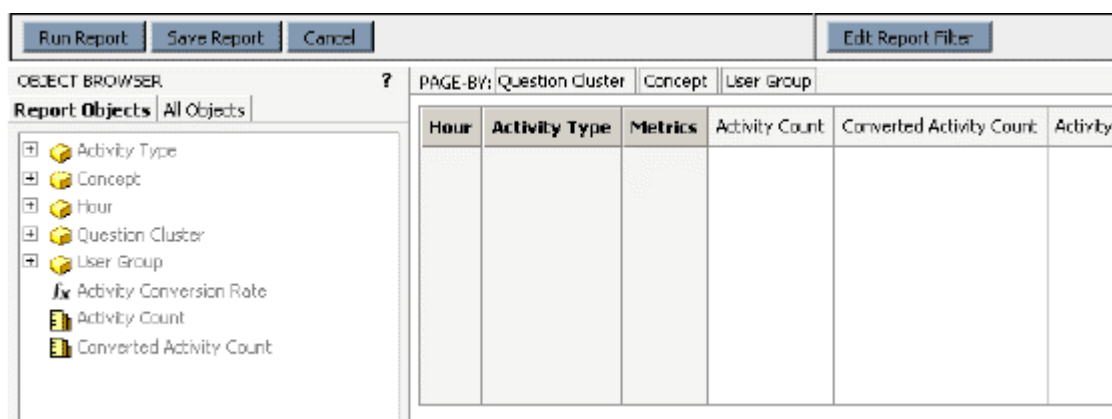 Run Report Save Report Cancel Edit Report Filter
OBJECT BROWSER ?
Report Objects All Objects
Activity Type
Concept
Hour
Question Cluster
User Group
fx Activity Conversion Rate
Activity Count
Converted Activity Count
PAGE-BY: Question Cluster Concept User Group
Hour Activity Type Metrics Activity Count Converted Activity Count Activity